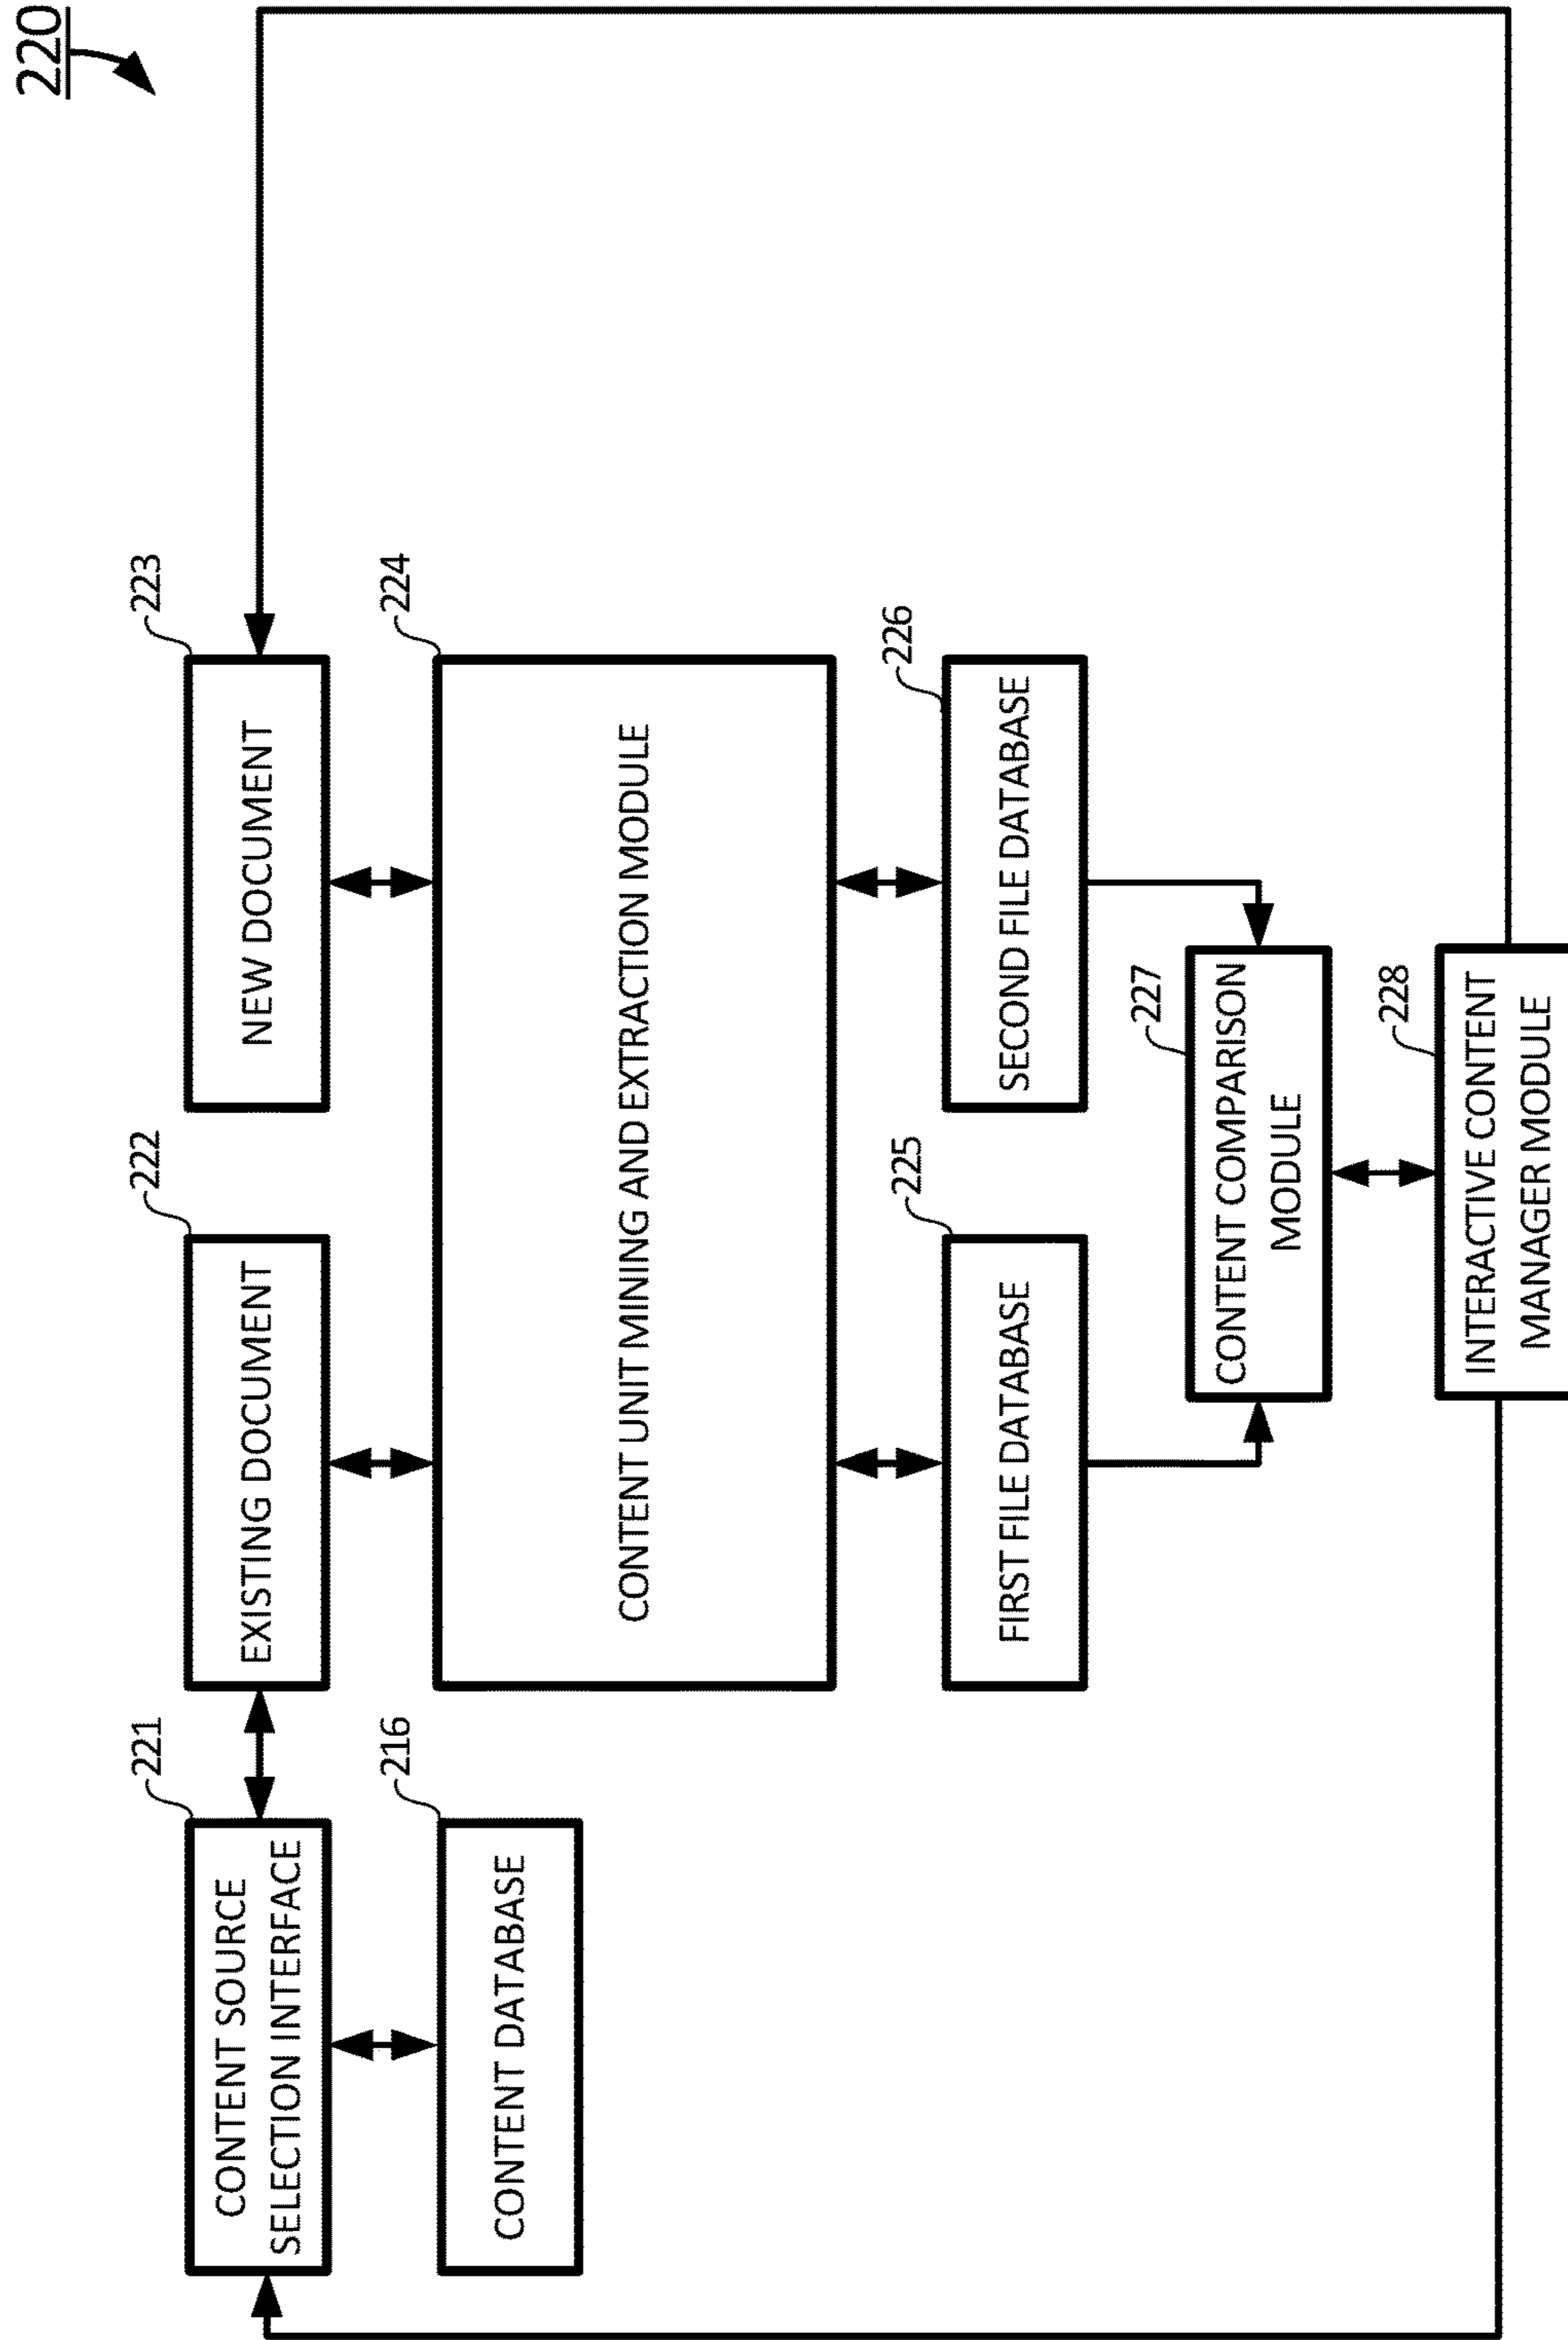 220
221
CONTENT SOURCE
SELECTION INTERFACE
222
EXISTING DOCUMENT
223
NEW DOCUMENT
216
CONTENT DATABASE
224
CONTENT UNIT MINING AND EXTRACTION MODULE
225
FIRST FILE DATABASE
226
SECOND FILE DATABASE
227
CONTENT COMPARISON
MODULE
228
INTERACTIVE CONTENT
MANAGER MODULE